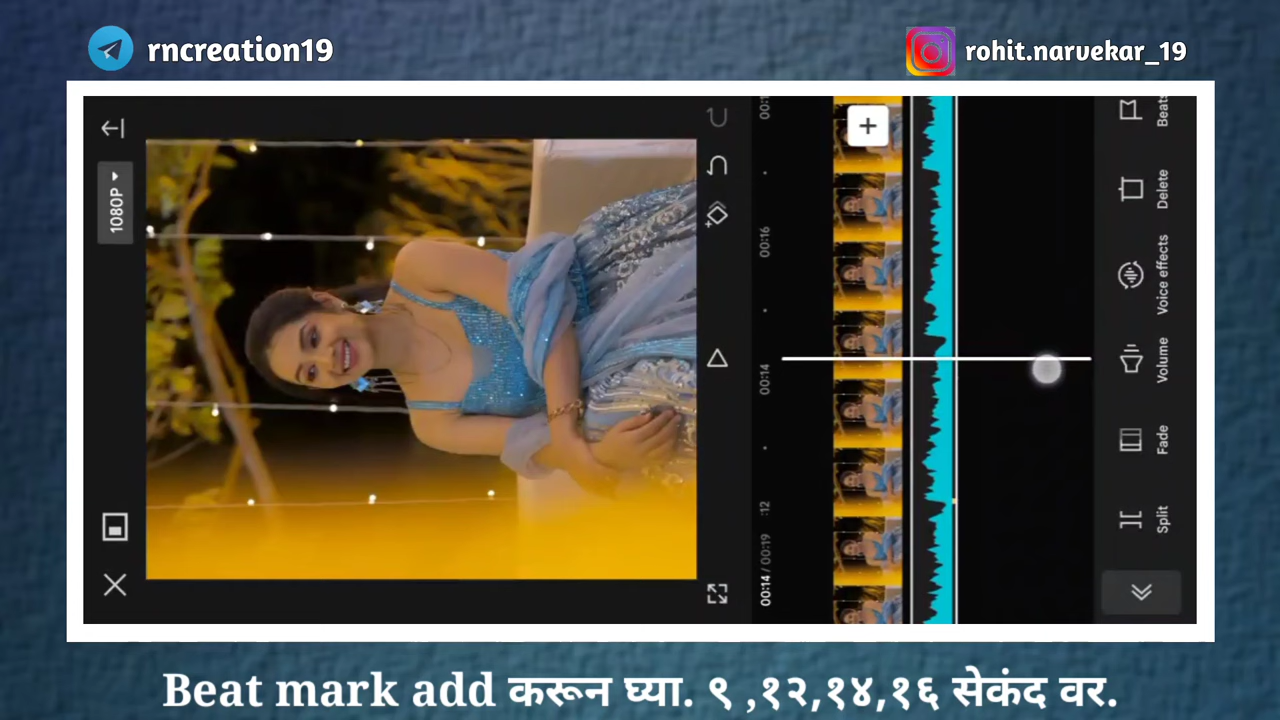 rncreation19
rohit.narvekar_19
1080P
00:14 / 00:19
:12
00:14
00:16
Split
Fade
Volume
Voice effects
Delete
Beat mark add करून घ्या. ९ ,१२,१४,१६ सेकंद वर.